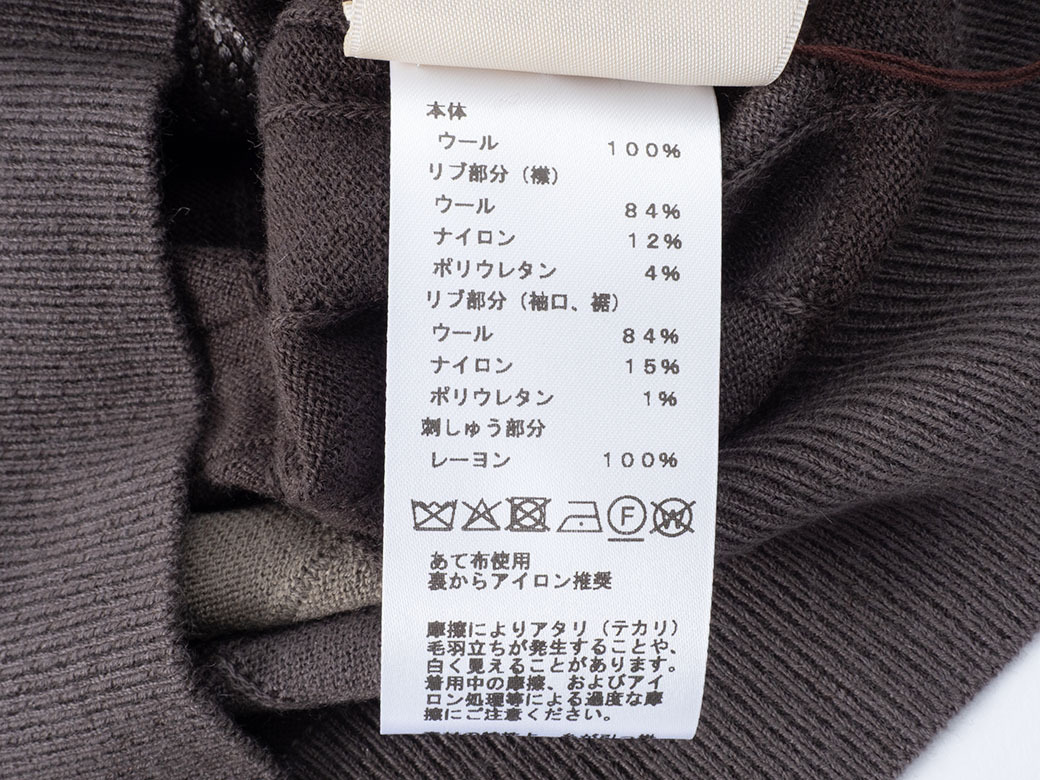 本体
ウール 100%
リブ部分（襟）
ウール 84%
ナイロン 12%
ポリウレタン 4%
リブ部分（袖口、裾）
ウール 84%
ナイロン 15%
ポリウレタン 1%
刺しゅう部分
レーヨン 100%
F W
あて布使用
裏からアイロン推奨
摩擦によりアタリ（テカリ）
毛羽立ちが発生することや、
白く見えることがあります。
着用中の摩擦、およびアイ
ロン処理等による過度な摩
擦にご注意ください。